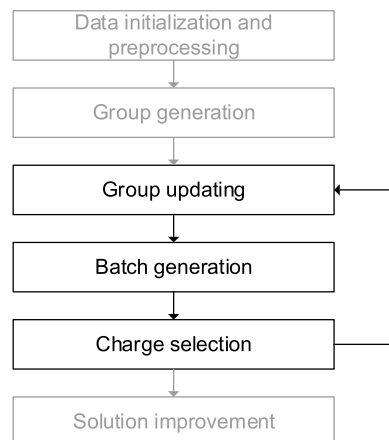 Data initialization and
preprocessing
Group generation
Group updating
Batch generation
Charge selection
Solution improvement